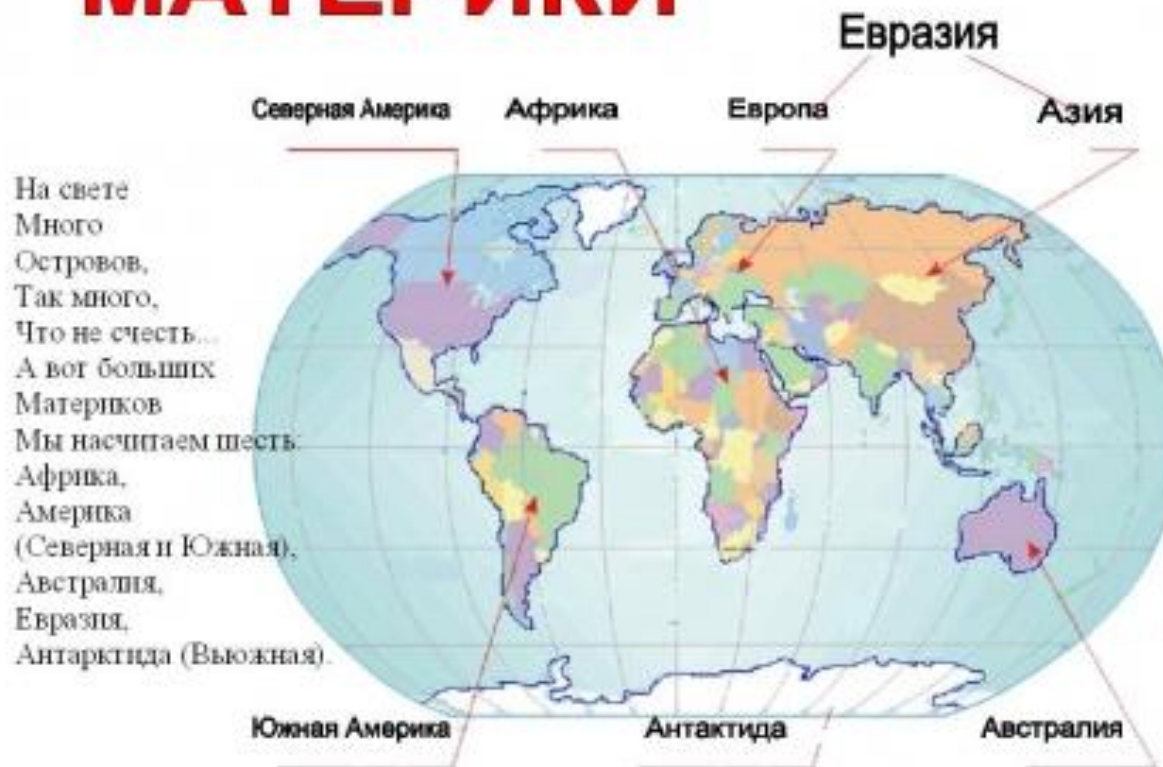 МАТЕРИКИ
Евразия
Северная Америка Африка Европа Азия
На свете
Много
Островов,
Так много,
Что не счесть...
А вот больших
Материков
Мы насчитаем шесть:
Африка,
Америка
(Северная и Южная),
Австралия,
Евразия,
Антарктида (Вьюжная).
Южная Америка Антактида Австралия